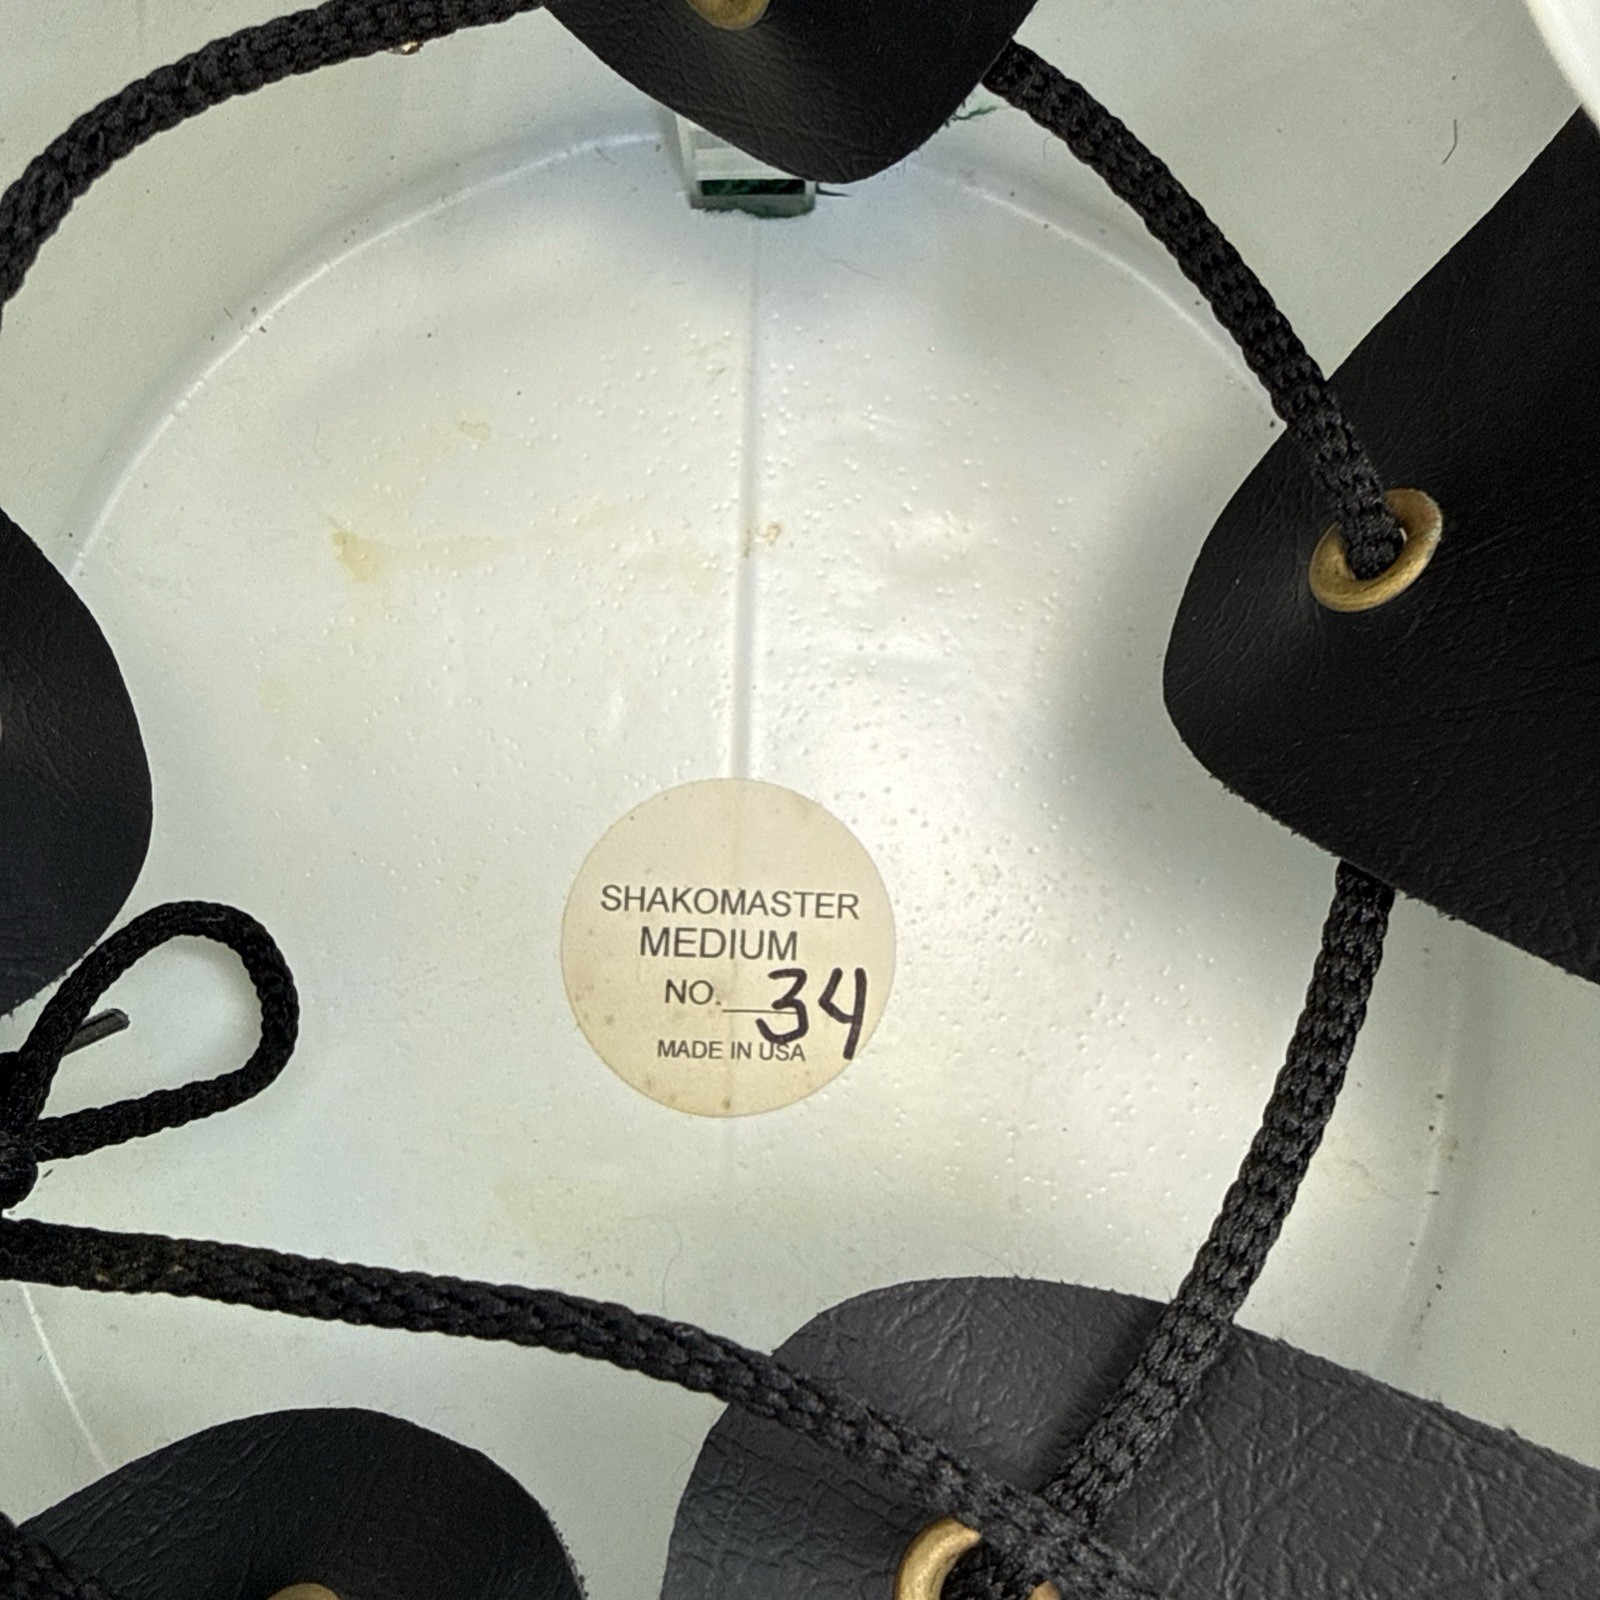 SHAKOMASTER
MEDIUM
NO. 34
MADE IN USA